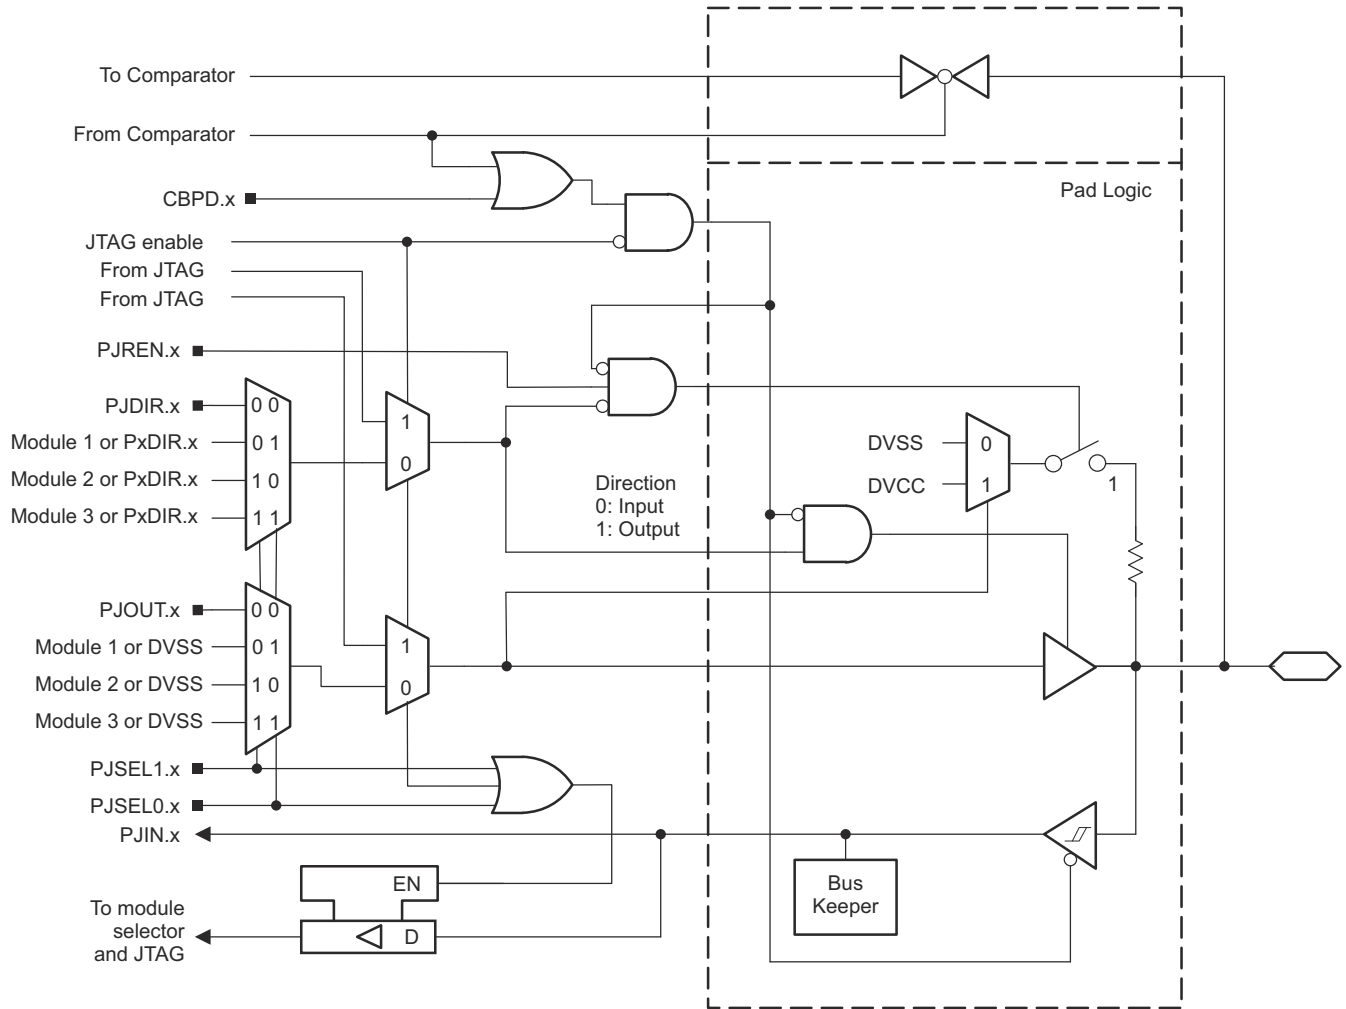 To Comparator
From Comparator
Pad Logic
CBPD.x
JTAG enable
From JTAG
From JTAG
PJREN.x
PJDIR.x
0 0
1
Module 1 or PxDIR.x
0 1
DVSS
0
Module 2 or PxDIR.x
1 0
0
Direction
0: Input
1: Output
DVCC
1
1
Module 3 or PxDIR.x
1 1
PJOUT.x
0 0
Module 1 or DVSS
0 1
1
Module 2 or DVSS
1 0
0
Module 3 or DVSS
1 1
PJSEL1.x
PJSEL0.x
PJIN.x
EN
Bus
Keeper
To module
selector
and JTAG
D